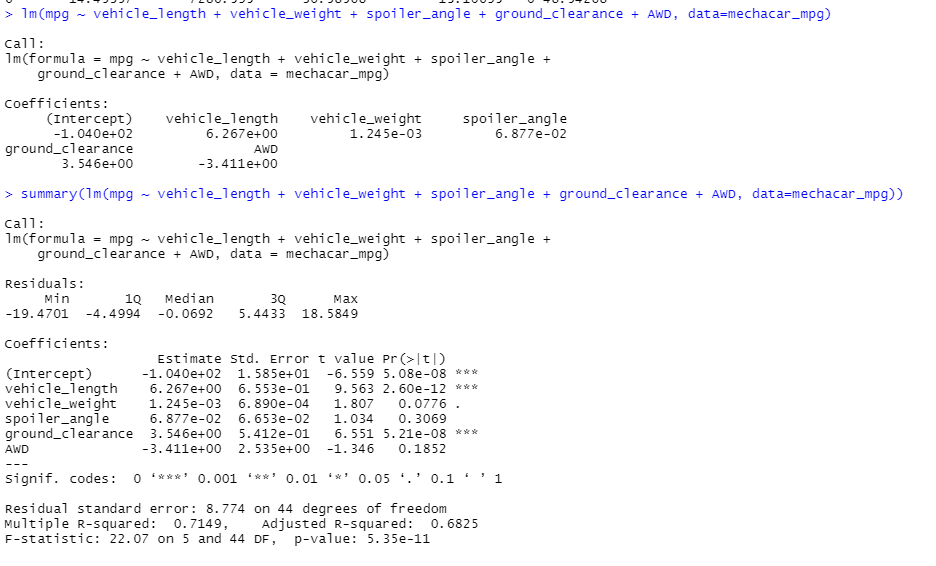 > lm(mpg ~ vehicle_length + vehicle_weight + spoiler_angle + ground_clearance + AWD, data=mechacar_mpg)
Call:
lm(formula = mpg ~ vehicle_length + vehicle_weight + spoiler_angle +
    ground_clearance + AWD, data = mechacar_mpg)
Coefficients:
     (Intercept)    vehicle_length    vehicle_weight     spoiler_angle
      -1.040e+02         6.267e+00         1.245e-03         6.877e-02
ground_clearance               AWD
       3.546e+00        -3.411e+00
> summary(lm(mpg ~ vehicle_length + vehicle_weight + spoiler_angle + ground_clearance + AWD, data=mechacar_mpg))
Call:
lm(formula = mpg ~ vehicle_length + vehicle_weight + spoiler_angle +
    ground_clearance + AWD, data = mechacar_mpg)
Residuals:
     Min       1Q   Median       3Q      Max
-19.4701  -4.4994  -0.0692   5.4433  18.5849
Coefficients:
                   Estimate Std. Error t value Pr(>|t|)
(Intercept)      -1.040e+02  1.585e+01  -6.559 5.08e-08 ***
vehicle_length    6.267e+00  6.553e-01   9.563 2.60e-12 ***
vehicle_weight    1.245e-03  6.890e-04   1.807   0.0776 .
spoiler_angle     6.877e-02  6.653e-02   1.034   0.3069
ground_clearance  3.546e+00  5.412e-01   6.551 5.21e-08 ***
AWD              -3.411e+00  2.535e+00  -1.346   0.1852
---
Signif. codes:  0 ‘***’ 0.001 ‘**’ 0.01 ‘*’ 0.05 ‘.’ 0.1 ‘ ’ 1
Residual standard error: 8.774 on 44 degrees of freedom
Multiple R-squared:  0.7149,    Adjusted R-squared:  0.6825
F-statistic: 22.07 on 5 and 44 DF,  p-value: 5.35e-11